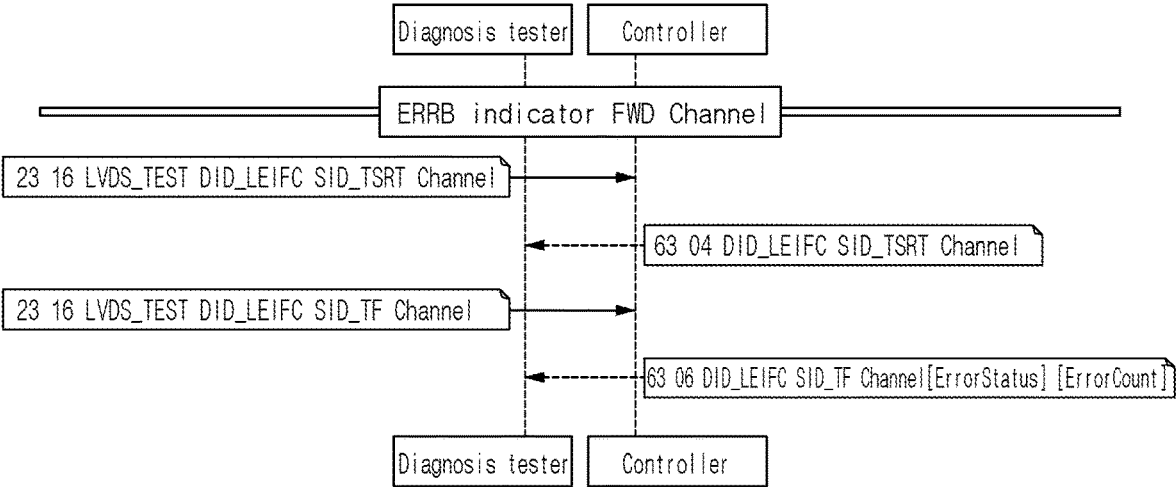 Diagnosis tester
Controller
ERRB indicator FWD Channel
23 16 LVDS_TEST DID_LEIFC SID_TSRT Channel
63 04 DID_LEIFC SID_TSRT Channel
23 16 LVDS_TEST DID_LEIFC SID_TF Channel
63 06 DID_LEIFC SID_TF Channel[ErrorStatus] [ErrorCount]
Diagnosis tester
Controller